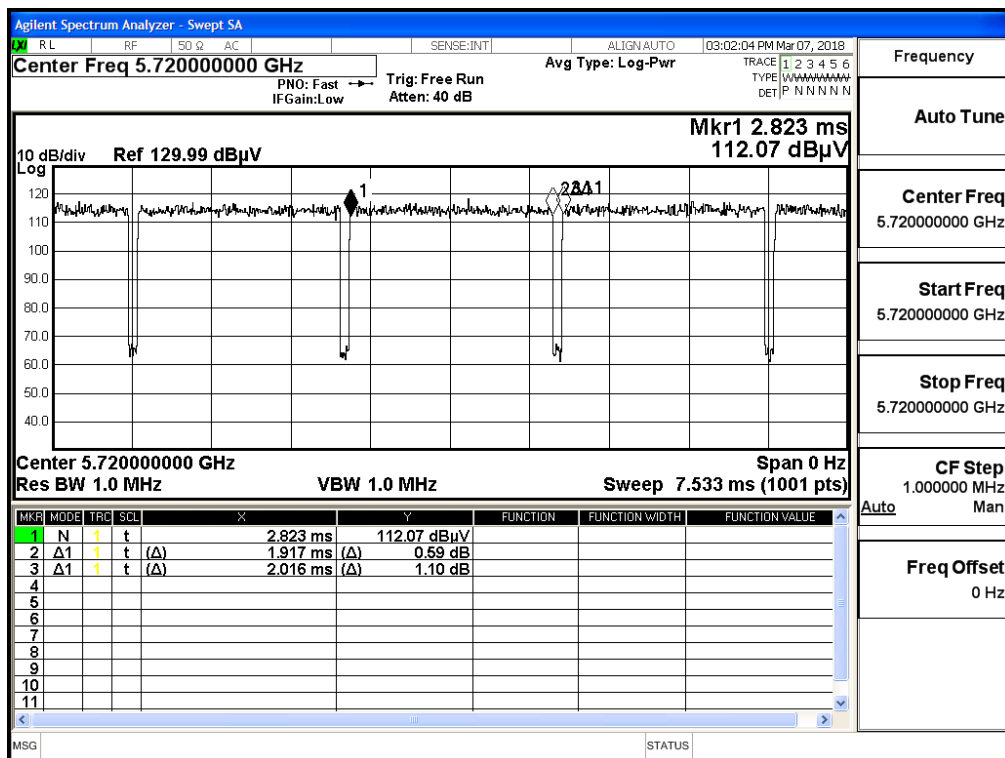 Agilent Spectrum Analyzer - Swept SA
LXI RL RF 50 Ω AC SENSE:INT ALIGN AUTO 03:02:04 PM Mar 07, 2018
Center Freq 5.720000000 GHz
PNO: Fast
IFGain:Low
Trig: Free Run
Atten: 40 dB
Avg Type: Log-Pwr
TRACE 1 2 3 4 5 6
TYPE WWWWWW
DET P N N N N N
Mkr1 2.823 ms
112.07 dBµV
10 dB/div Ref 129.99 dBµV
Log
120
110
100
90.0
80.0
70.0
60.0
50.0
40.0
1
Center 5.720000000 GHz Span 0 Hz
Res BW 1.0 MHz VBW 1.0 MHz Sweep 7.533 ms (1001 pts)
MKR MODE TRC SCL X Y FUNCTION FUNCTION WIDTH FUNCTION VALUE
1 N 1 t 2.823 ms 112.07 dBµV
2 Δ1 1 t (Δ) 1.917 ms (Δ) 0.59 dB
3 Δ1 1 t (Δ) 2.016 ms (Δ) 1.10 dB
4
5
6
7
8
9
10
11
MSG STATUS
Frequency
Auto Tune
Center Freq
5.720000000 GHz
Start Freq
5.720000000 GHz
Stop Freq
5.720000000 GHz
CF Step
1.000000 MHz
Auto Man
Freq Offset
0 Hz